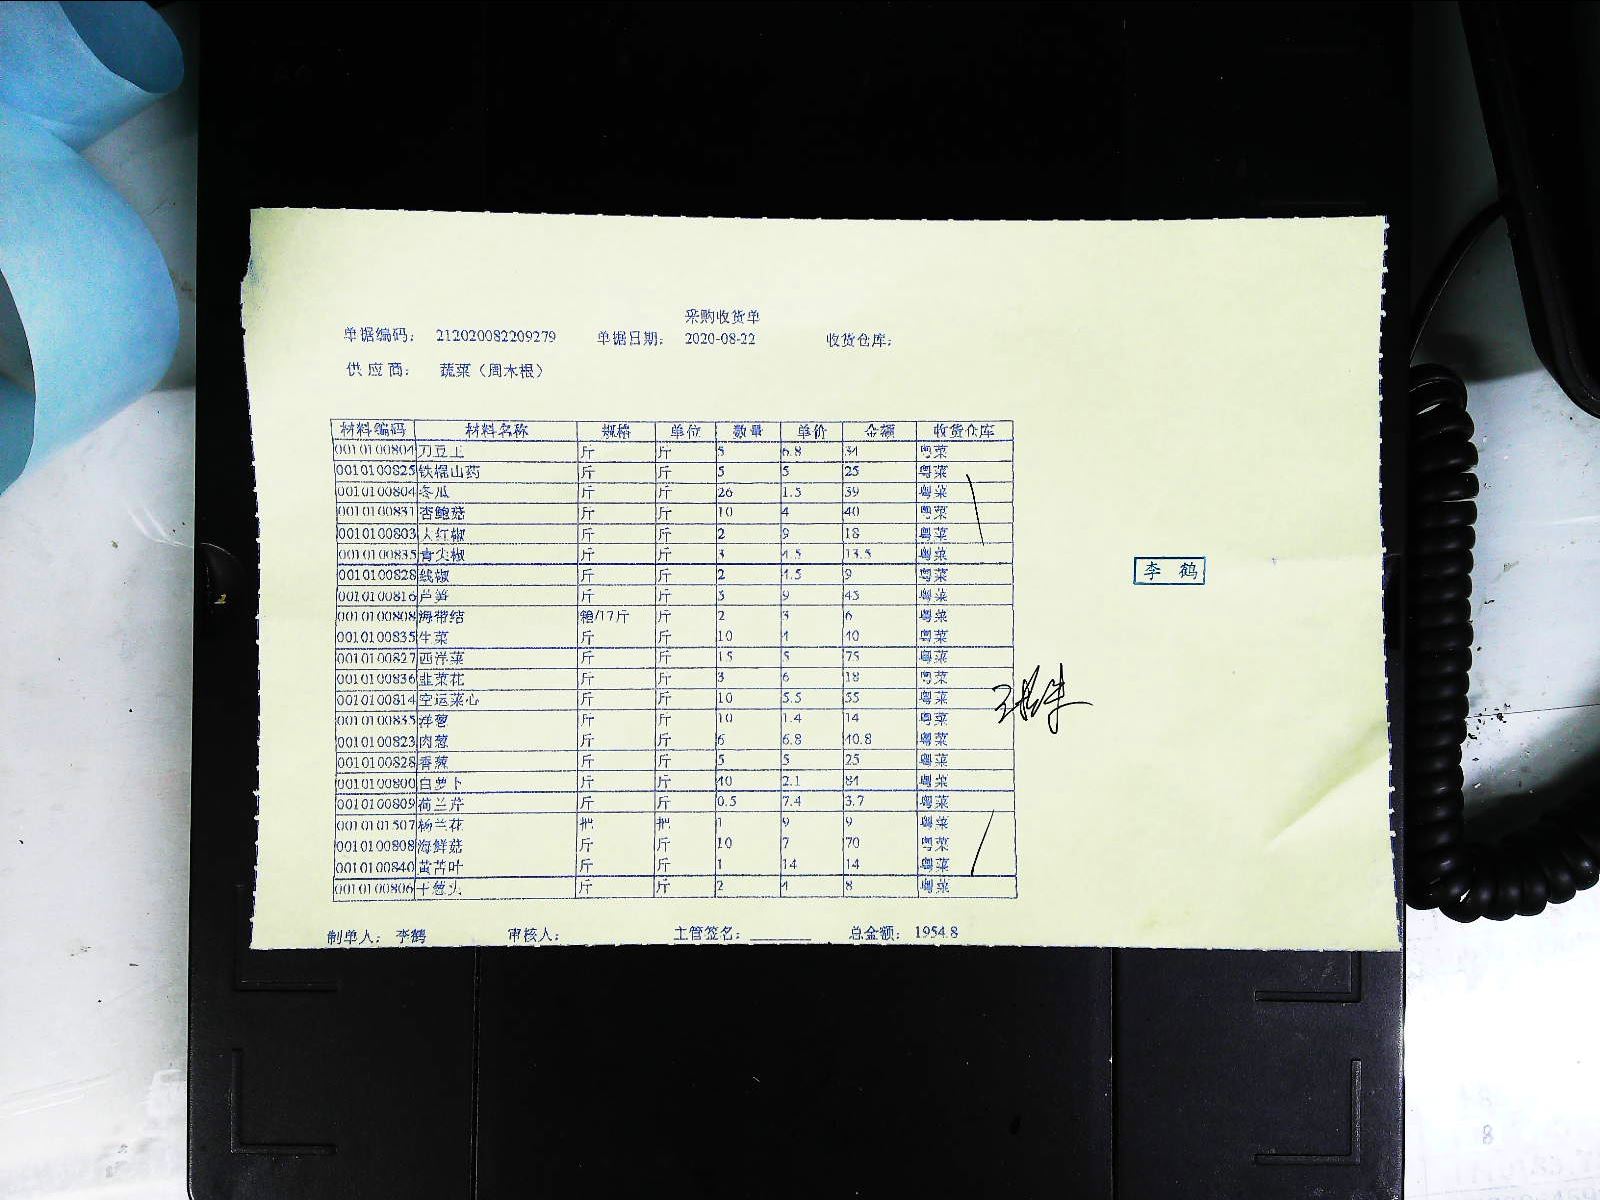 采购收货单
单据编码： 212020082209279 单据日期： 2020-08-22 收货仓库：
供应商： 蔬菜（周木根）
材料编码 材料名称 规格 单位 数量 单价 金额 收货仓库
0010100804 刀豆王 斤 斤 5 6.8 34 粤菜
0010100825 铁棍山药 斤 斤 5 5 25 粤菜
0010100804 冬瓜 斤 斤 26 1.5 39 粤菜
0010100831 杏鲍菇 斤 斤 10 4 40 粤菜
0010100803 大红椒 斤 斤 2 9 18 粤菜
0010100835 青尖椒 斤 斤 3 4.5 13.5 粤菜
0010100828 线椒 斤 斤 2 4.5 9 粤菜
0010100816 芦笋 斤 斤 5 9 45 粤菜
0010100808 海带结 箱/17斤 斤 2 3 6 粤菜
0010100835 生菜 斤 斤 10 4 40 粤菜
0010100827 西洋菜 斤 斤 15 5 75 粤菜
0010100836 韭菜花 斤 斤 3 6 18 粤菜
0010100814 空运菜心 斤 斤 10 5.5 55 粤菜
0010100835 洋葱 斤 斤 10 1.4 14 粤菜
0010100823 肉葱 斤 斤 6 6.8 40.8 粤菜
0010100828 香菜 斤 斤 5 5 25 粤菜
0010100800 白萝卜 斤 斤 40 2.1 84 粤菜
0010100809 荷兰芹 斤 斤 0.5 7.4 3.7 粤菜
0010101507 杨兰花 把 把 1 9 9 粤菜
0010100808 海鲜菇 斤 斤 10 7 70 粤菜
0010100840 黄苦叶 斤 斤 1 14 14 粤菜
0010100806 干葱头 斤 斤 2 4 8 粤菜
李鹤
制单人： 李鹤 审核人： 主管签名： 总金额： 1954.8